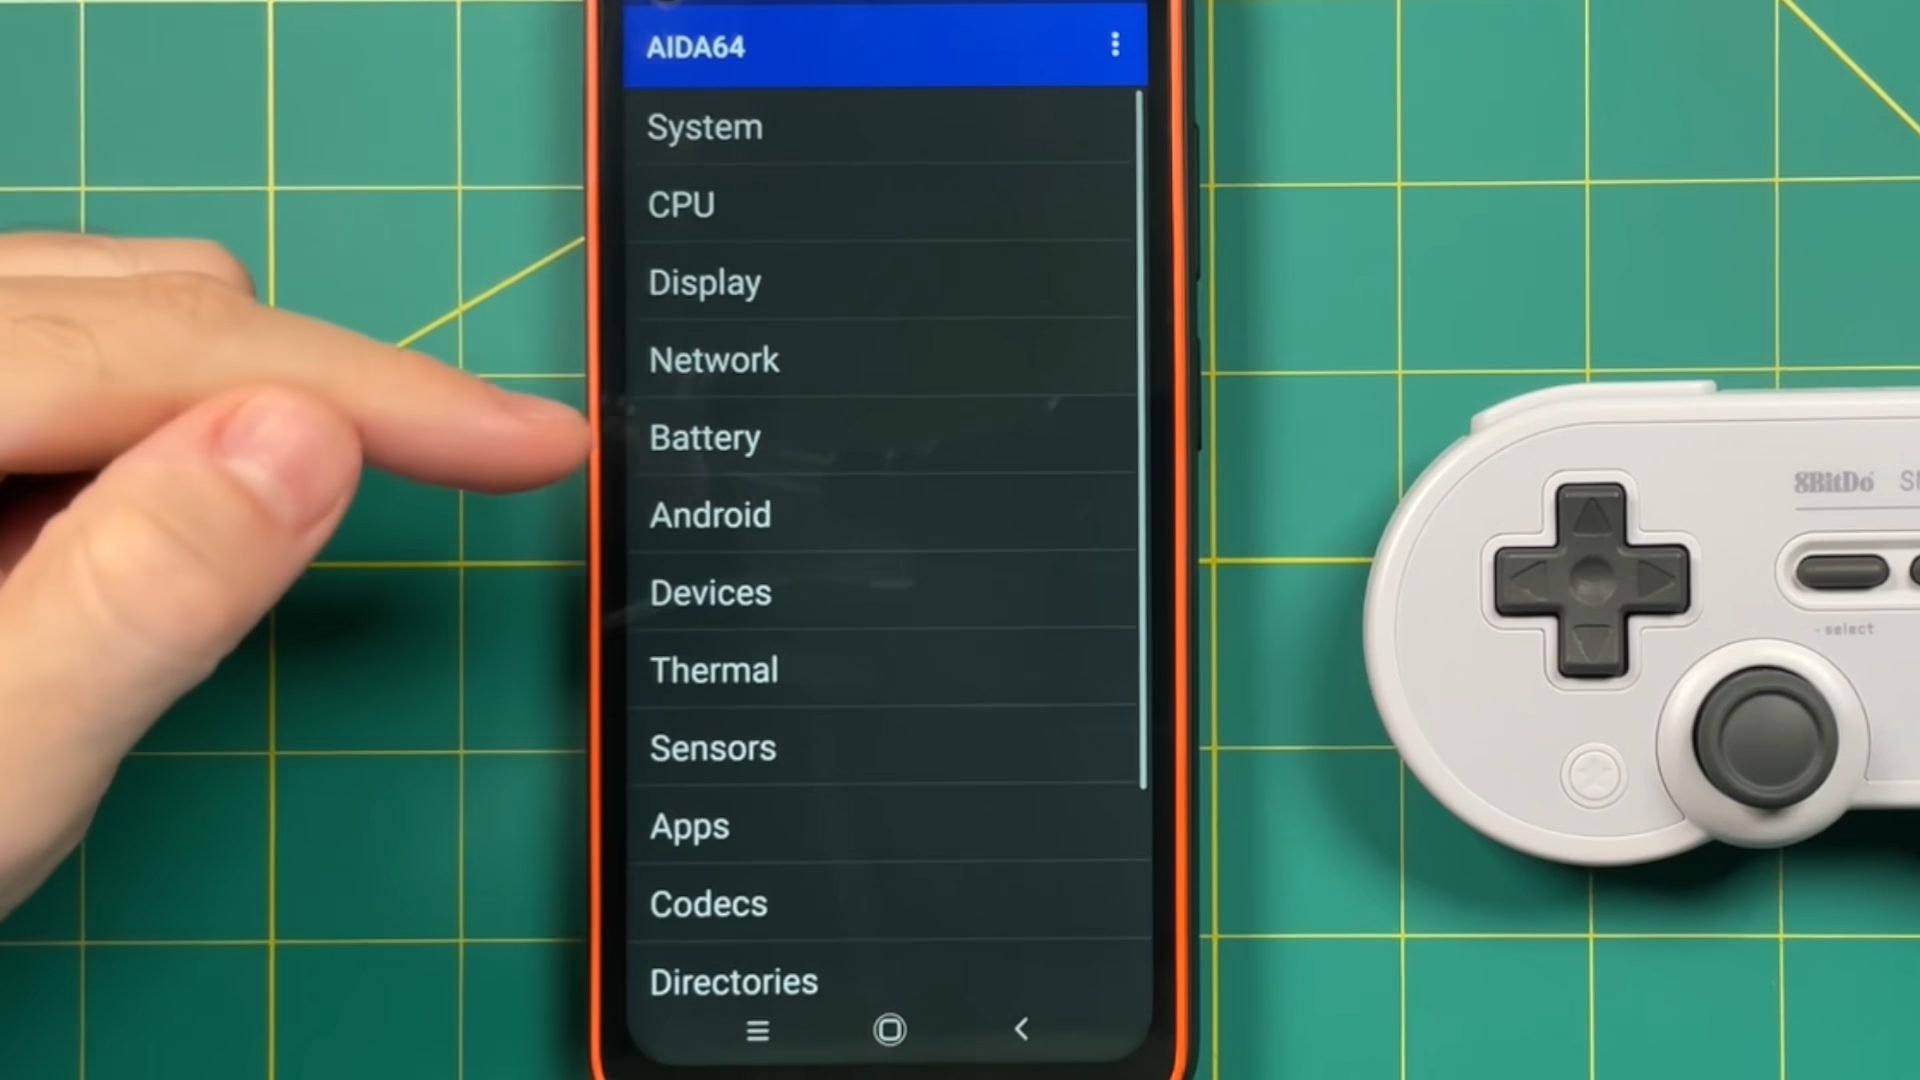 AIDA64
System
CPU
Display
Network
Battery
Android
Devices
Thermal
Sensors
Apps
Codecs
Directories
8BitDo
- select